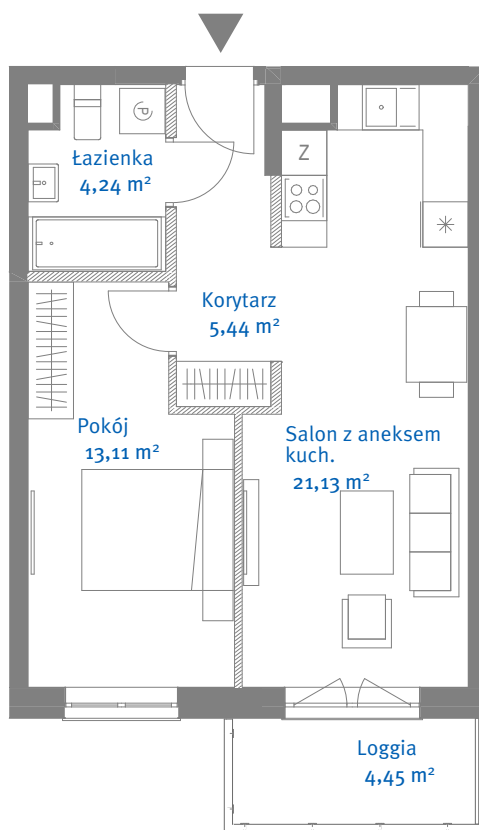 Łazienka
4,24 m²
P
Z
Korytarz
5,44 m²
Pokój
13,11 m²
Salon z aneksem
kuch.
21,13 m²
Loggia
4,45 m²